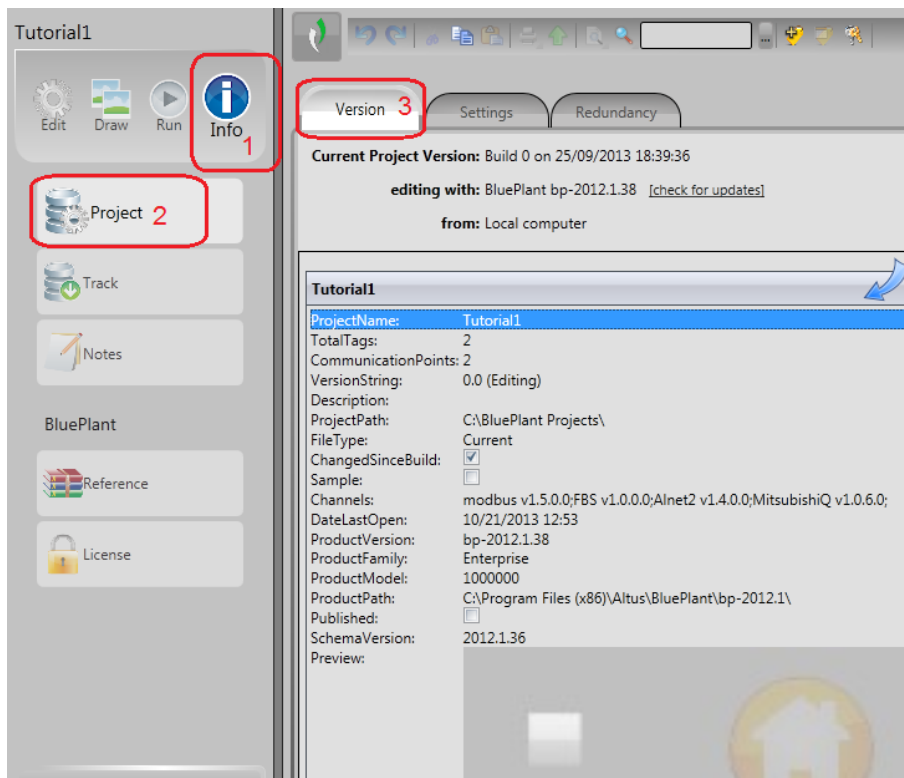 Tutorial1
Edit Draw Run Info
1
Project 2
Track
Notes
BluePlant
Reference
License
...
Version 3 Settings Redundancy
Current Project Version: Build 0 on 25/09/2013 18:39:36
editing with: BluePlant bp-2012.1.38 [check for updates]
from: Local computer
Tutorial1
ProjectName: Tutorial1
TotalTags: 2
CommunicationPoints: 2
VersionString: 0.0 (Editing)
Description:
ProjectPath: C:\BluePlant Projects\
FileType: Current
ChangedSinceBuild:
Sample:
Channels: modbus v1.5.0.0;FBS v1.0.0.0;Alnet2 v1.4.0.0;MitsubishiQ v1.0.6.0;
DateLastOpen: 10/21/2013 12:53
ProductVersion: bp-2012.1.38
ProductFamily: Enterprise
ProductModel: 1000000
ProductPath: C:\Program Files (x86)\Altus\BluePlant\bp-2012.1\
Published:
SchemaVersion: 2012.1.36
Preview: